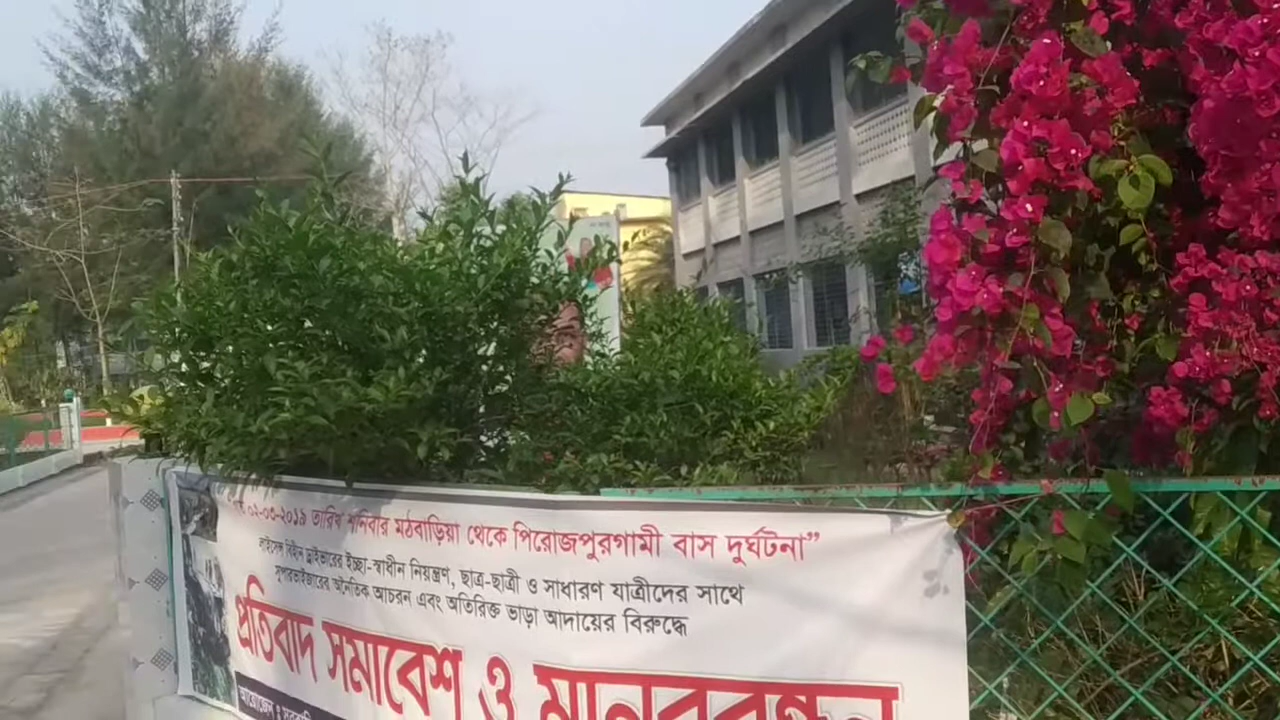 ০২-০৩-২০১৯ তারিখ শনিবার মঠবাড়িয়া থেকে পিরোজপুরগামী বাস দুর্ঘটনা”
লাইসেন্স বিহীন ড্রাইভারের ইচ্ছা-স্বাধীন নিয়ন্ত্রণ, ছাত্র-ছাত্রী ও সাধারণ যাত্রীদের সাথে
সুপারভাইজারের অনৈতিক আচরন এবং অতিরিক্ত ভাড়া আদায়ের বিরুদ্ধে
প্রতিবাদ সমাবেশ ও মানববন্ধন